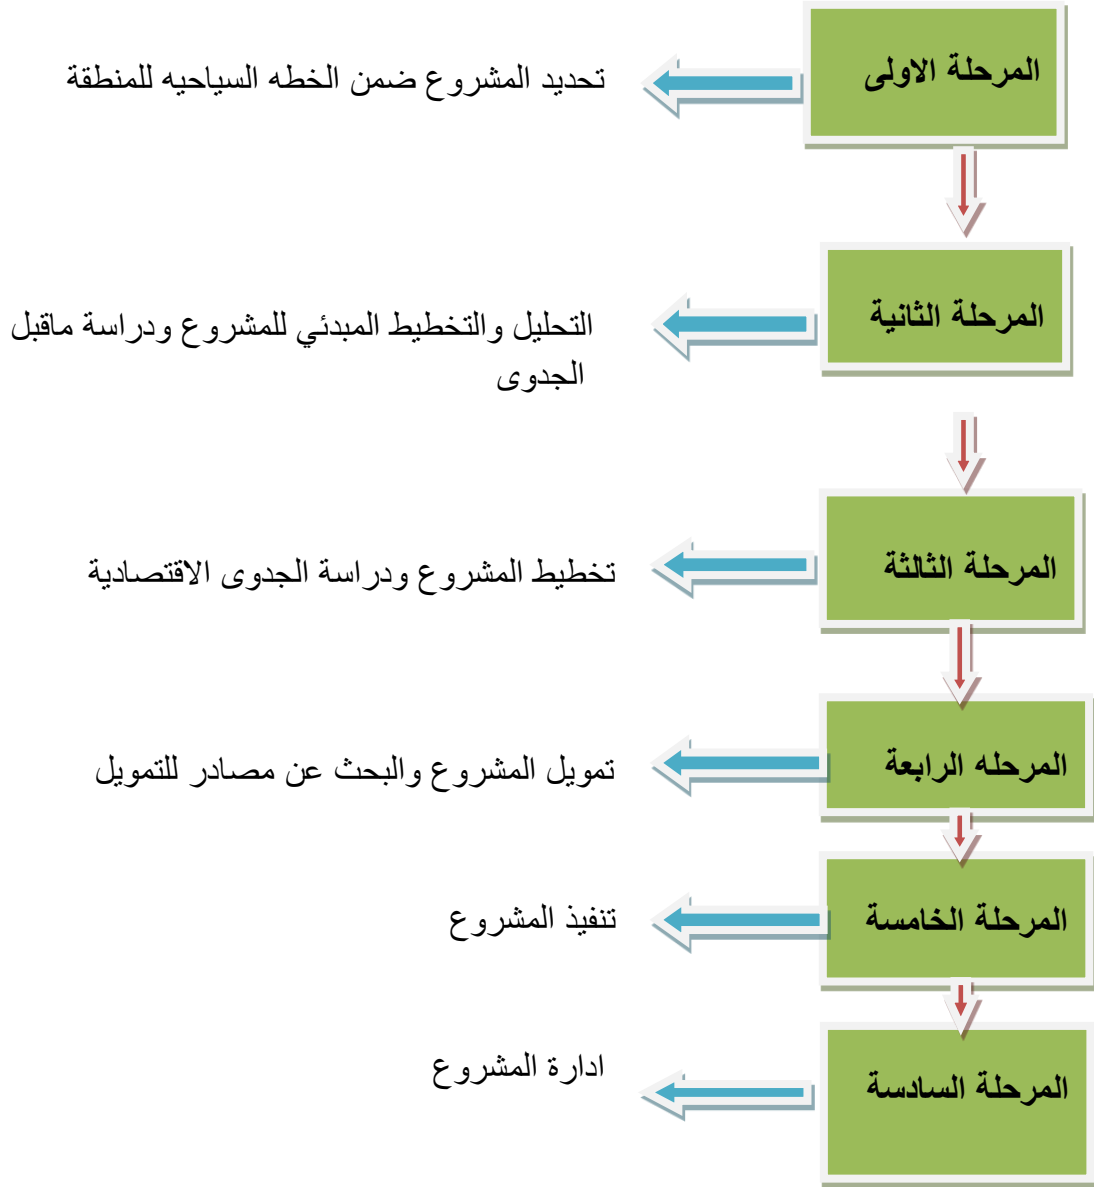 المرحلة الاولى
تحديد المشروع ضمن الخطه السياحيه للمنطقة
المرحلة الثانية
التحليل والتخطيط المبدئي للمشروع ودراسة ماقبل
الجدوى
المرحلة الثالثة
تخطيط المشروع ودراسة الجدوى الاقتصادية
المرحله الرابعة
تمويل المشروع والبحث عن مصادر للتمويل
المرحلة الخامسة
تنفيذ المشروع
المرحلة السادسة
ادارة المشروع